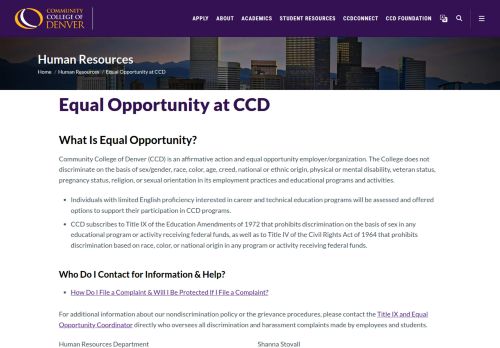 COMMUNITY
COLLEGE OF
DENVER
APPLY ABOUT ACADEMICS STUDENT RESOURCES CCDCONNECT CCD FOUNDATION
Human Resources
Home / Human Resources / Equal Opportunity at CCD
Equal Opportunity at CCD
What Is Equal Opportunity?
Community College of Denver (CCD) is an affirmative action and equal opportunity employer/organization. The College does not
discriminate on the basis of sex/gender, race, color, age, creed, national or ethnic origin, physical or mental disability, veteran status,
pregnancy status, religion, or sexual orientation in its employment practices and educational programs and activities.
Individuals with limited English proficiency interested in career and technical education programs will be assessed and offered
options to support their participation in CCD programs.
CCD subscribes to Title IX of the Education Amendments of 1972 that prohibits discrimination on the basis of sex in any
educational program or activity receiving federal funds, as well as to Title IV of the Civil Rights Act of 1964 that prohibits
discrimination based on race, color, or national origin in any program or activity receiving federal funds.
Who Do I Contact for Information & Help?
How Do I File a Complaint & Will I Be Protected If I File a Complaint?
For additional information about our nondiscrimination policy or the grievance procedures, please contact the Title IX and Equal
Opportunity Coordinator directly who oversees all discrimination and harassment complaints made by employees and students.
Human Resources Department Shanna Stovall